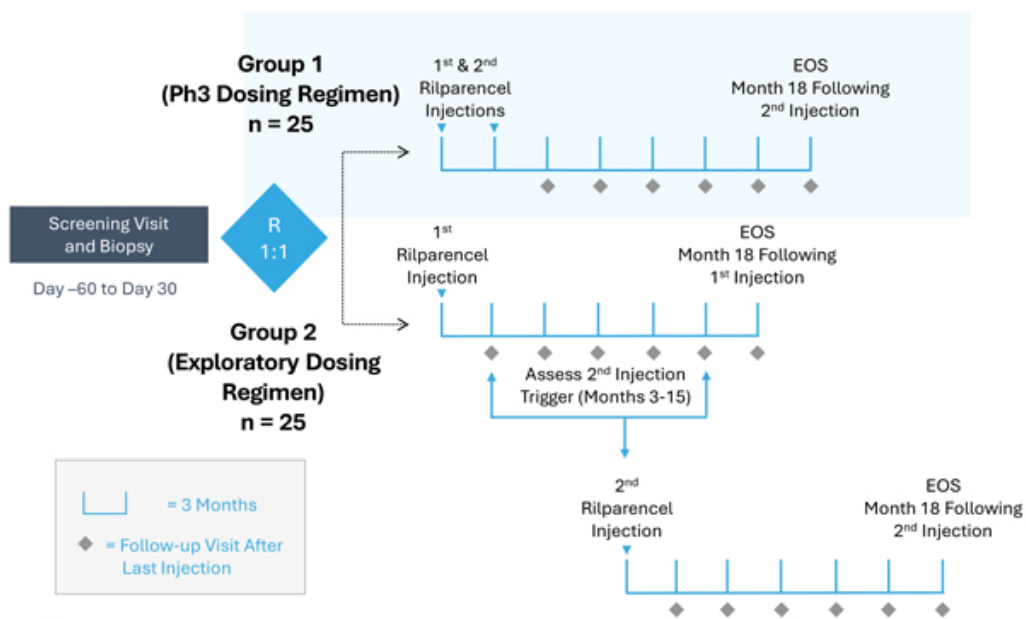 Group 1
(Ph3 Dosing Regimen)
n = 25
1st & 2nd
Rilparencel
Injections
EOS
Month 18 Following
2nd Injection
Screening Visit
and Biopsy
Day –60 to Day 30
R
1:1
1st
Rilparencel
Injection
EOS
Month 18 Following
1st Injection
Group 2
(Exploratory Dosing
Regimen)
n = 25
Assess 2nd Injection
Trigger (Months 3-15)
2nd
Rilparencel
Injection
EOS
Month 18 Following
2nd Injection
= 3 Months
= Follow-up Visit After
Last Injection